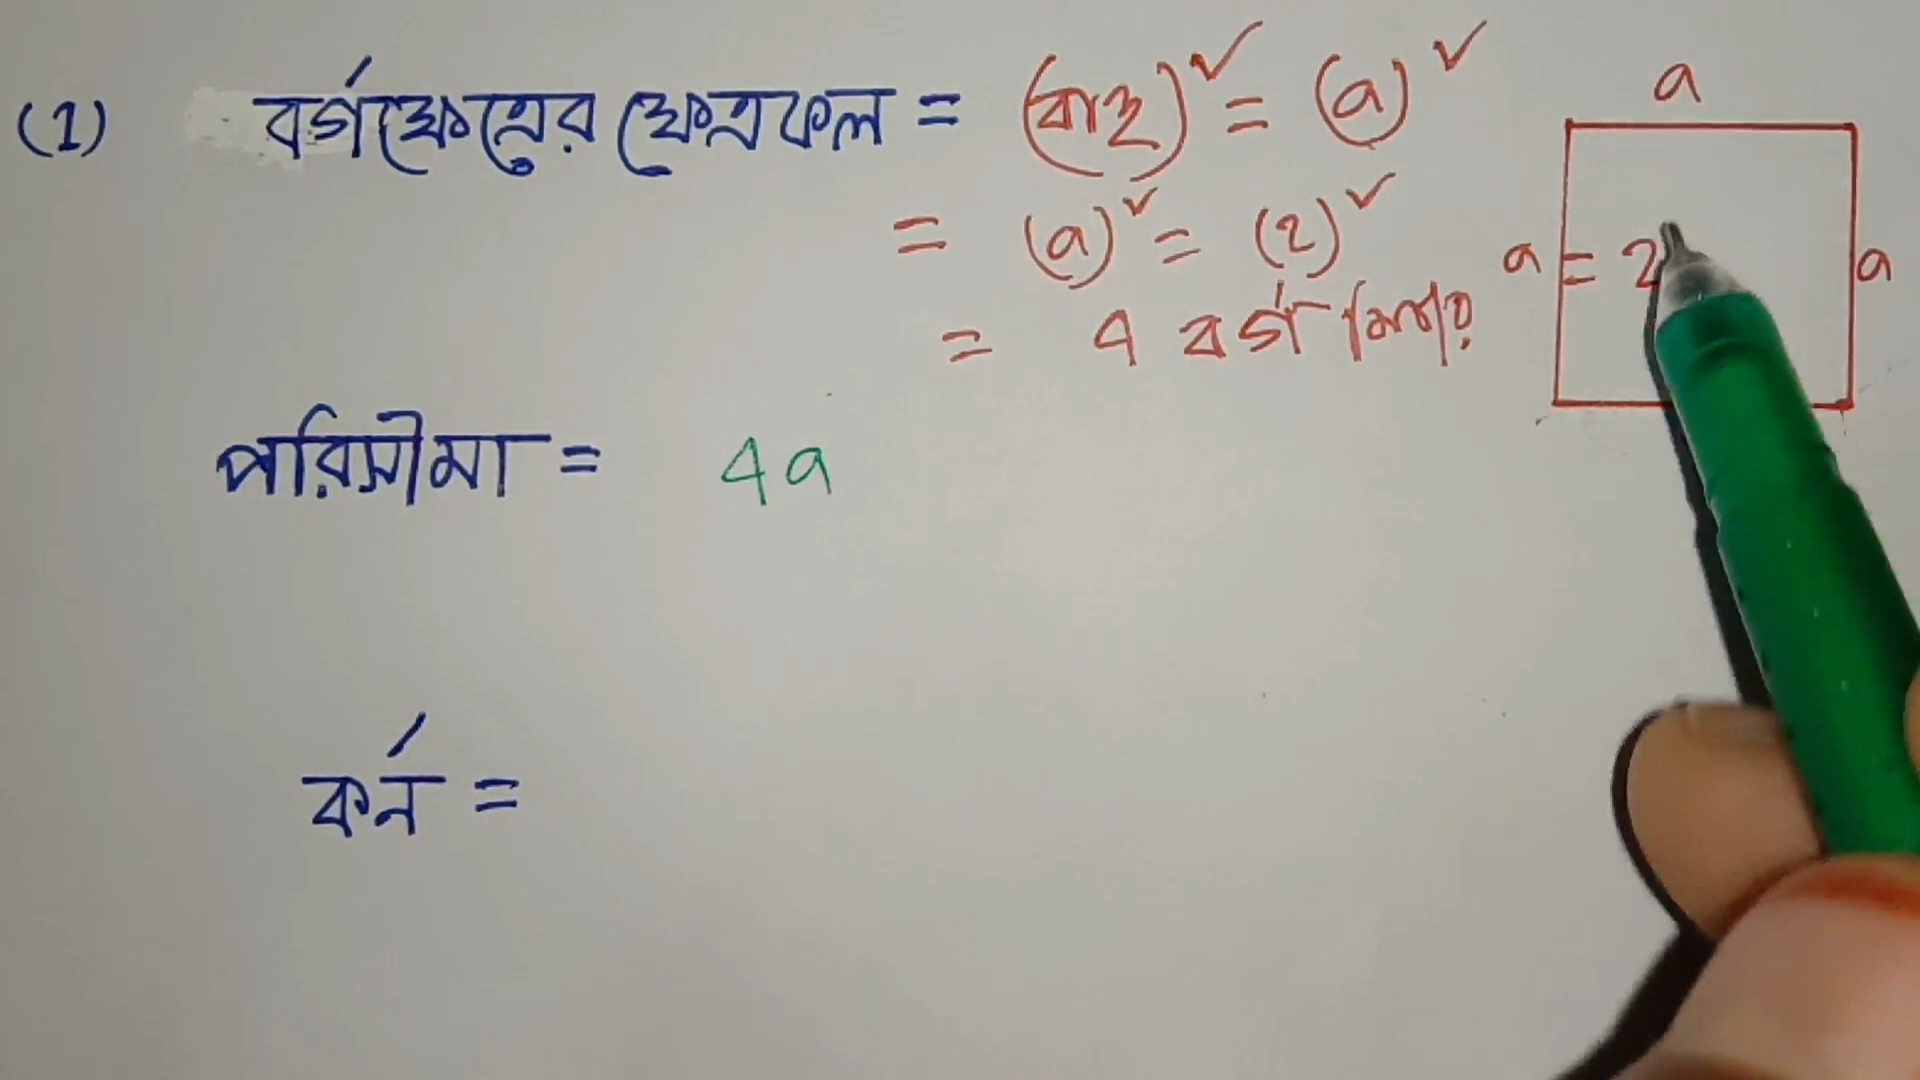 (1) বর্গক্ষেত্রের ক্ষেত্রফল = (বাহু)² = (a)²
= (a)² = (2)²
= 4 বর্গ মিটার
a
a = 2 a
পরিসীমা = 4a
কর্ন =